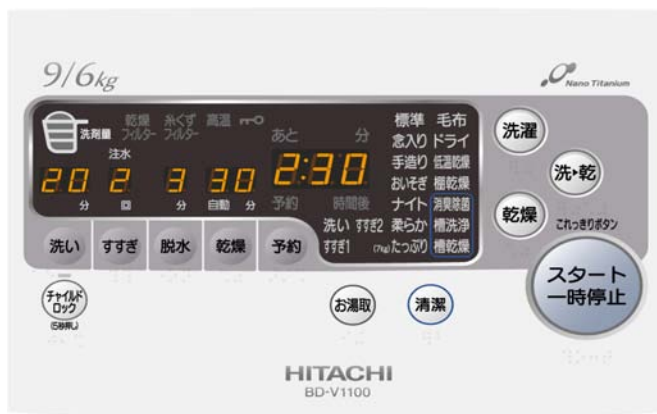 9/6kg
Nano Titanium
乾燥 糸くず 高温
フィルター フィルター
洗剤量
注水
あと 分
20 2 3 30 2:30
分 回 分 自動 分
予約 時間後
標準 毛布
念入り ドライ
手造り 低温乾燥
おいそぎ 棚乾燥
ナイト 消臭除菌
洗い すすぎ2 柔らか 槽洗浄
すすぎ1 (7kg) たっぷり 槽乾燥
洗い すすぎ 脱水 乾燥 予約
洗濯
洗▸乾
乾燥
これっきりボタン
スタート
一時停止
チャイルド
ロック
(5秒押し)
お湯取
清潔
HITACHI
BD-V1100